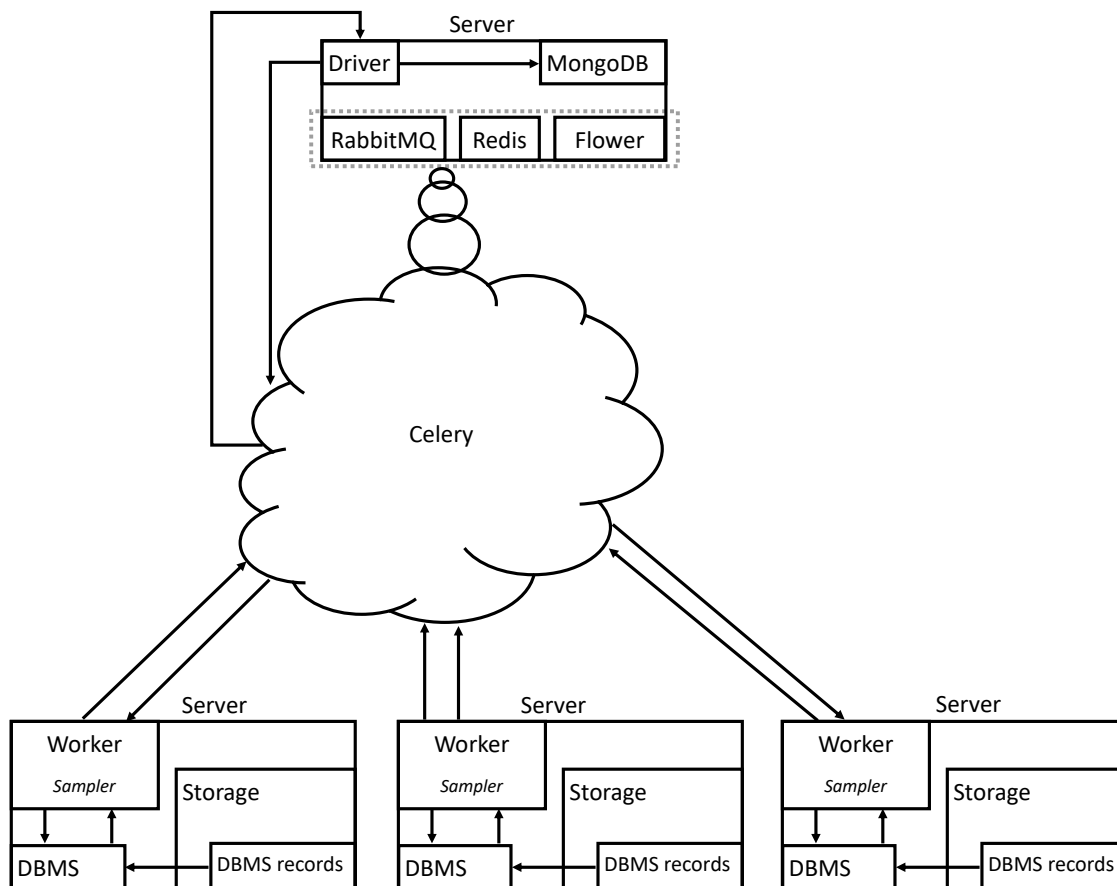 Server
Driver
MongoDB
RabbitMQ
Redis
Flower
Celery
Server
Server
Server
Worker
Sampler
Storage
DBMS
DBMS records
Worker
Sampler
Storage
DBMS
DBMS records
Worker
Sampler
Storage
DBMS
DBMS records